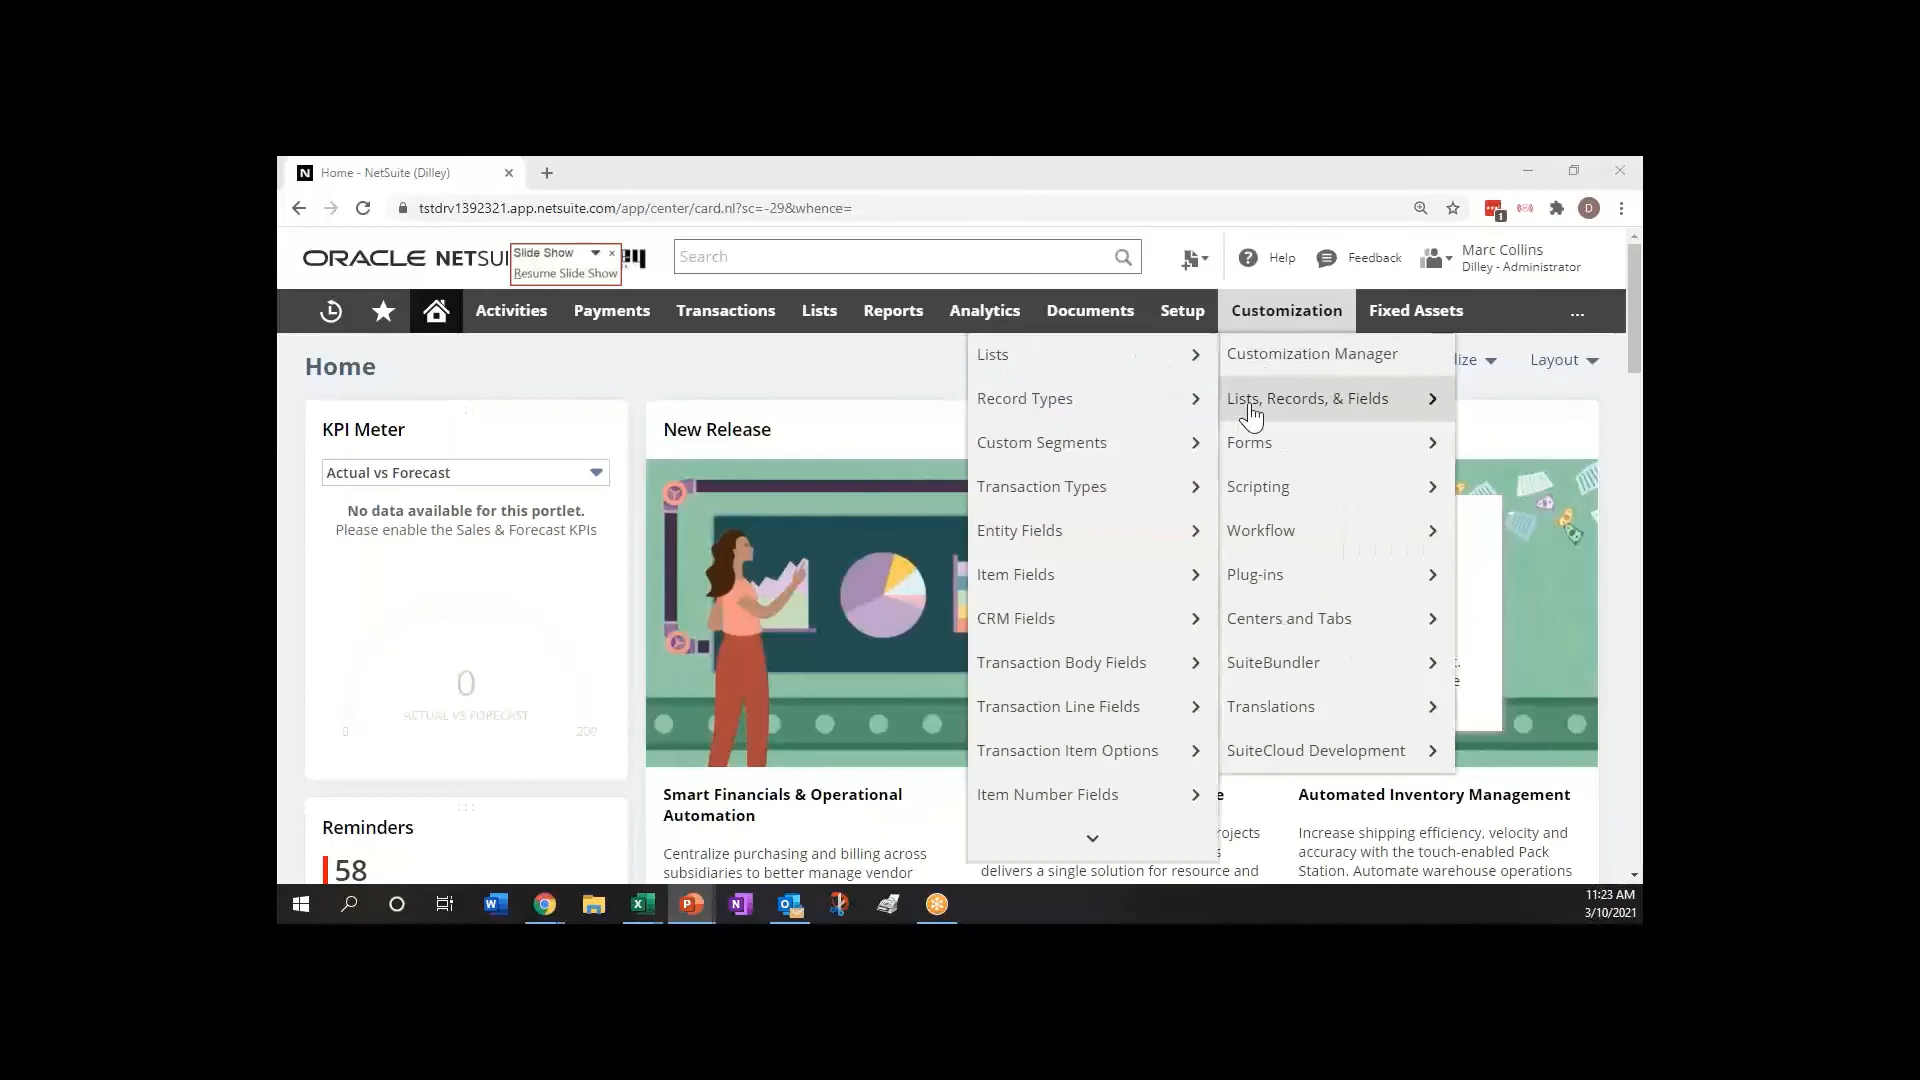 Home - NetSuite (Dilley)
tstdrv1392321.app.netsuite.com/app/center/card.nl?sc=-29&whence=
1
D
ORACLE NETSUI
Slide Show
Resume Slide Show
Search
Help
Feedback
Marc Collins
Dilley - Administrator
Activities
Payments
Transactions
Lists
Reports
Analytics
Documents
Setup
Customization
Fixed Assets
...
Home
Layout
Lists
Record Types
Custom Segments
Transaction Types
Entity Fields
Item Fields
CRM Fields
Transaction Body Fields
Transaction Line Fields
Transaction Item Options
Item Number Fields
Customization Manager
Lists, Records, & Fields
Forms
Scripting
Workflow
Plug-ins
Centers and Tabs
SuiteBundler
Translations
SuiteCloud Development
KPI Meter
Actual vs Forecast
No data available for this portlet.
Please enable the Sales & Forecast KPIs
0
ACTUAL VS FORECAST
0
200
Reminders
58
New Release
Smart Financials & Operational
Automation
Centralize purchasing and billing across
subsidiaries to better manage vendor
delivers a single solution for resource and
Automated Inventory Management
Increase shipping efficiency, velocity and
accuracy with the touch-enabled Pack
Station. Automate warehouse operations
11:23 AM
3/10/2021